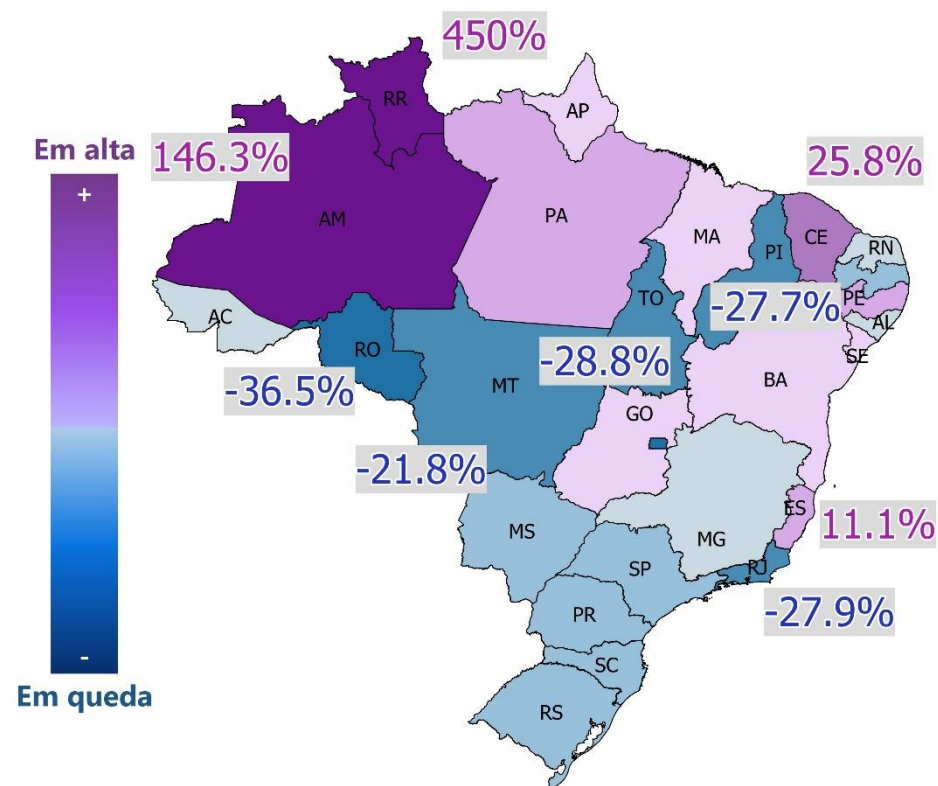 450%
RR
AP
Em alta
146.3%
25.8%
+
AM
PA
MA
PI
CE
RN
TO
PE
-27.7%
AL
AC
RO
SE
-28.8%
MT
BA
-36.5%
GO
-21.8%
ES
MS
MG
11.1%
SP
RJ
-27.9%
PR
SC
-
Em queda
RS